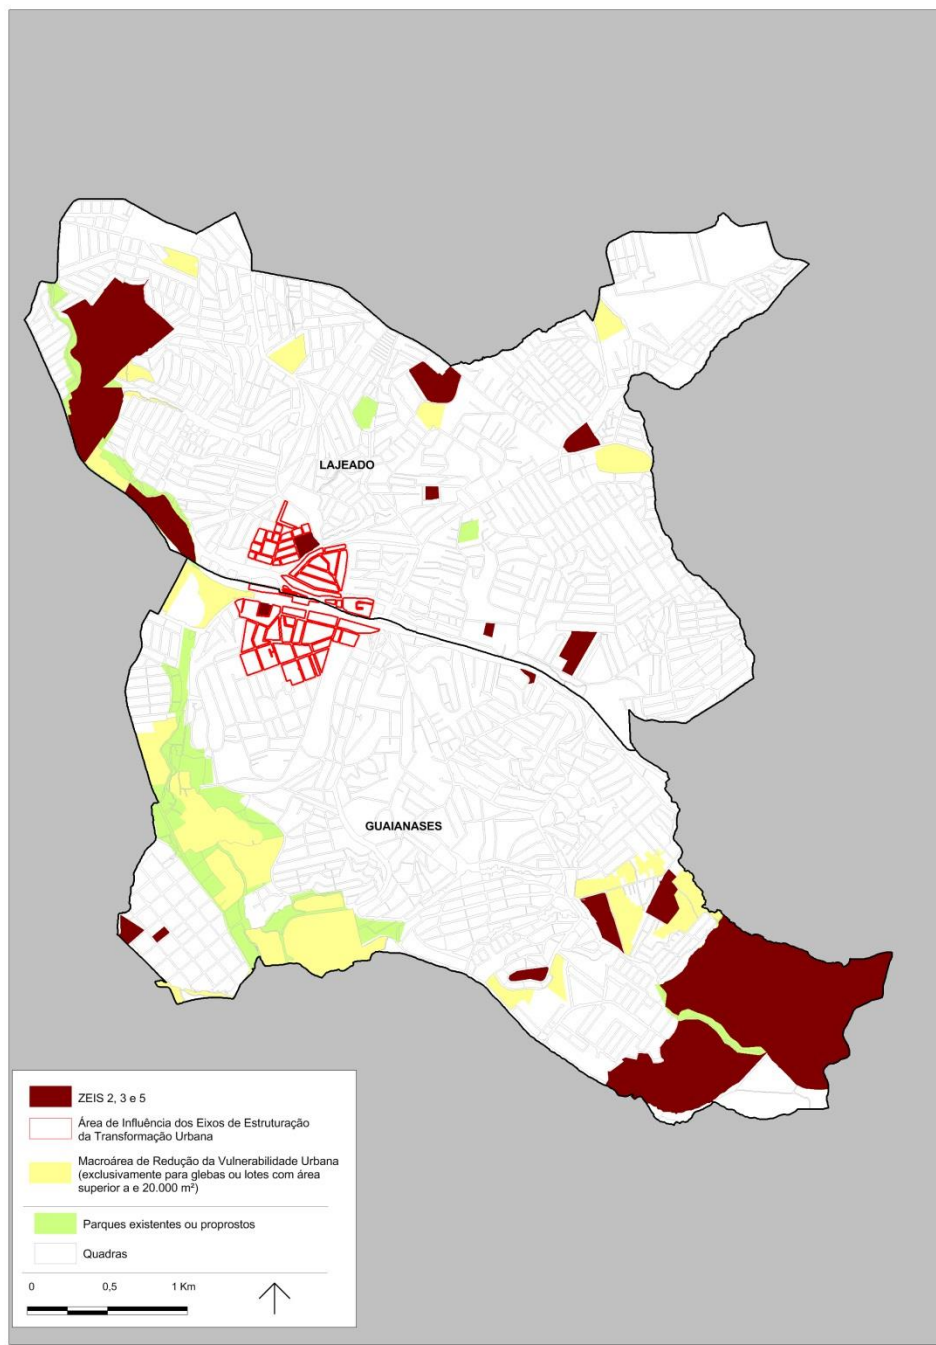 LAJEADO
GUAIANASES
ZEIS 2, 3 e 5
Área de Influência dos Eixos de Estruturação
da Transformação Urbana
Macroárea de Redução da Vulnerabilidade Urbana
(exclusivamente para glebas ou lotes com área
superior a e 20.000 m²)
Parques existentes ou proprostos
Quadras
0 0,5 1 Km